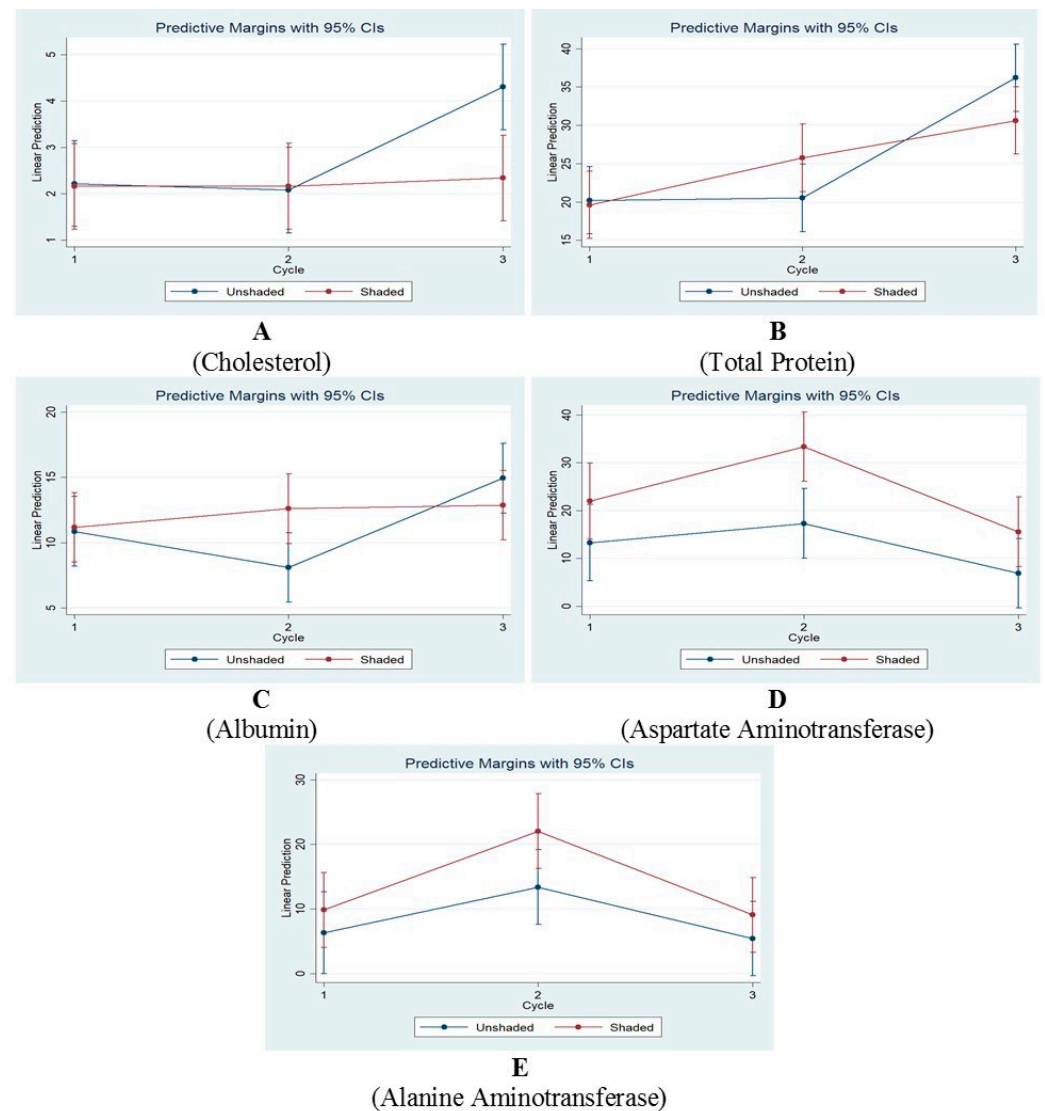 Predictive Margins with 95% CIs
Linear Prediction
5
4
3
2
1
1 2 3
Cycle
Unshaded Shaded
A
(Cholesterol)
Predictive Margins with 95% CIs
Linear Prediction
40
35
30
25
20
15
1 2 3
Cycle
Unshaded Shaded
B
(Total Protein)
Predictive Margins with 95% CIs
Linear Prediction
20
15
10
5
1 2 3
Cycle
Unshaded Shaded
C
(Albumin)
Predictive Margins with 95% CIs
Linear Prediction
40
30
20
10
0
1 2 3
Cycle
Unshaded Shaded
D
(Aspartate Aminotransferase)
Predictive Margins with 95% CIs
Linear Prediction
30
20
10
0
1 2 3
Cycle
Unshaded Shaded
E
(Alanine Aminotransferase)